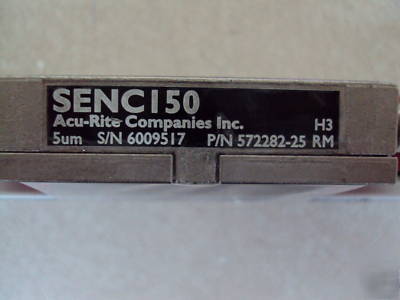 SENC150
Acu-Rite Companies Inc. H3
5um S/N 6009517 P/N 572282-25 RM